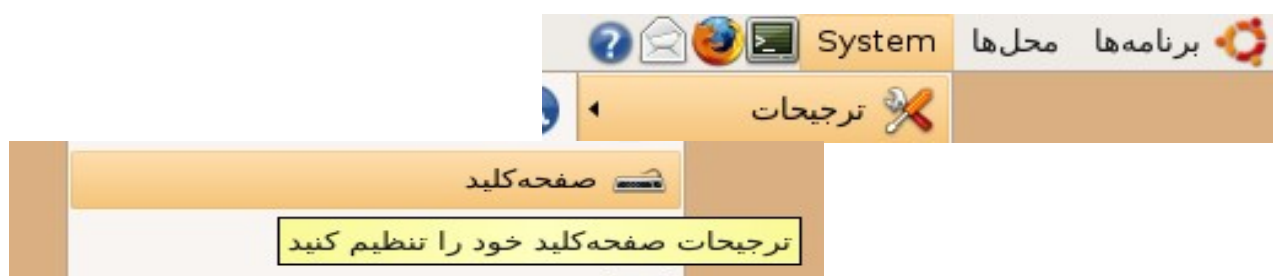 برنامه‌ها محل‌ها System
ترجیحات
صفحه‌کلید
ترجیحات صفحه‌کلید خود را تنظیم کنید